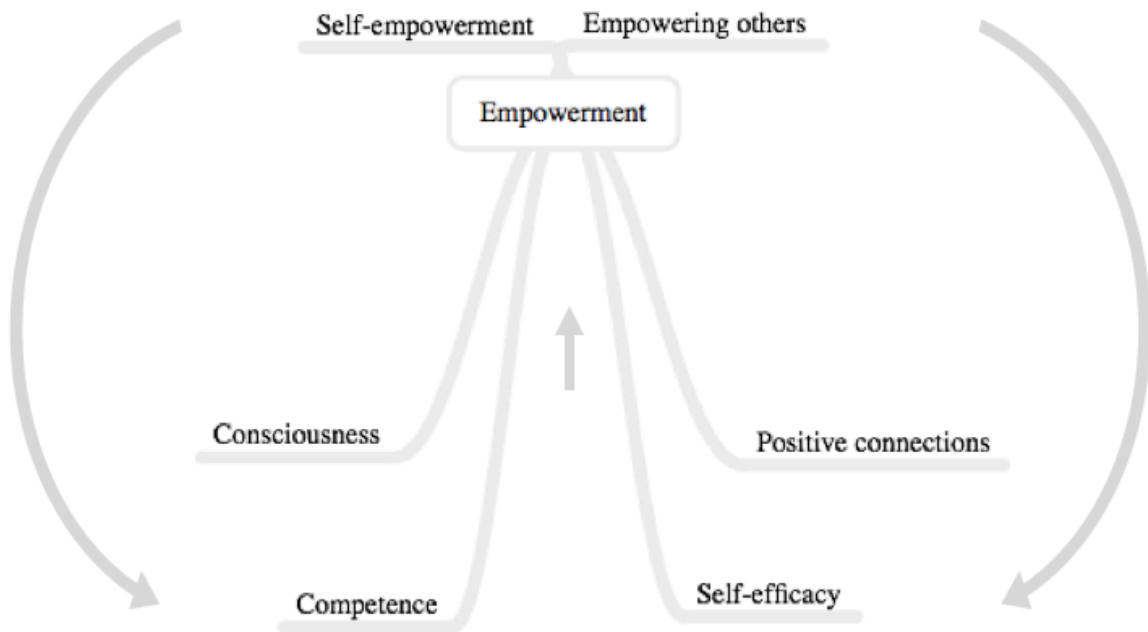 Self-empowerment
Empowering others
Empowerment
Consciousness
Positive connections
Competence
Self-efficacy